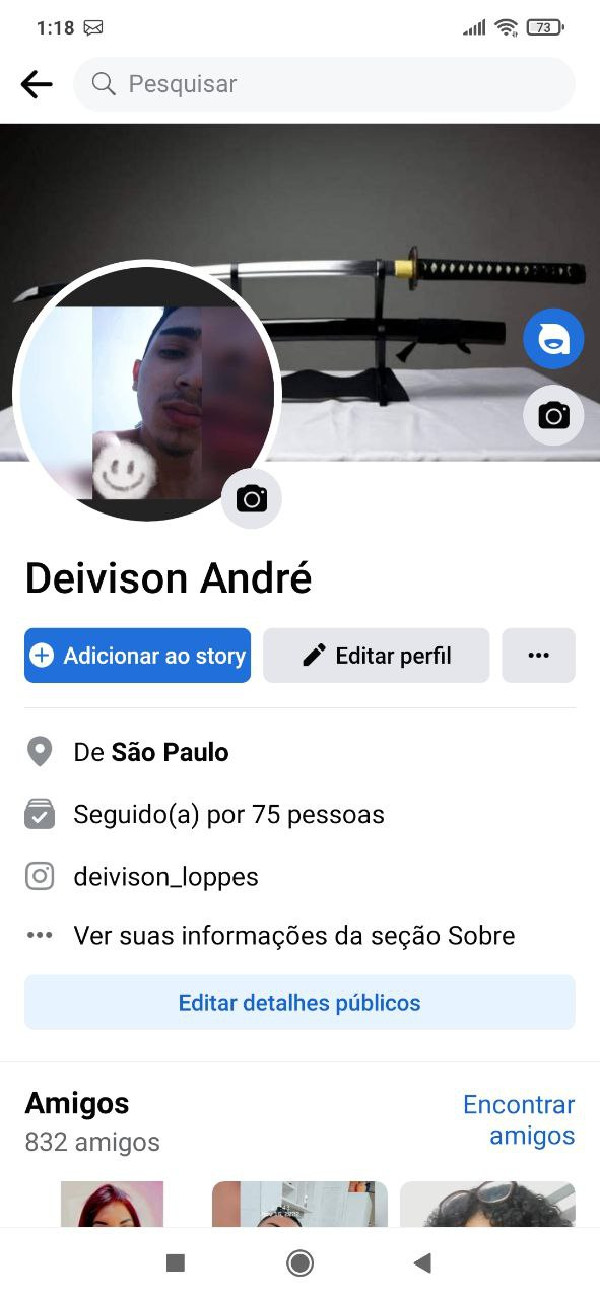 1:18
73
Pesquisar
Deivison André
Adicionar ao story
Editar perfil
De São Paulo
Seguido(a) por 75 pessoas
deivison_loppes
Ver suas informações da seção Sobre
Editar detalhes públicos
Amigos
832 amigos
Encontrar
amigos